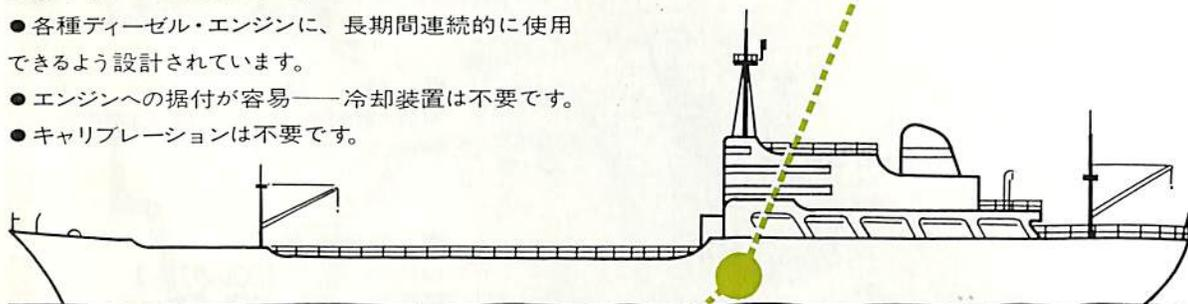 ●各種ディーゼル・エンジンに、長期間連続的に使用
できるよう設計されています。
●エンジンへの据付が容易――冷却装置は不要です。
●キャリブレーションは不要です。